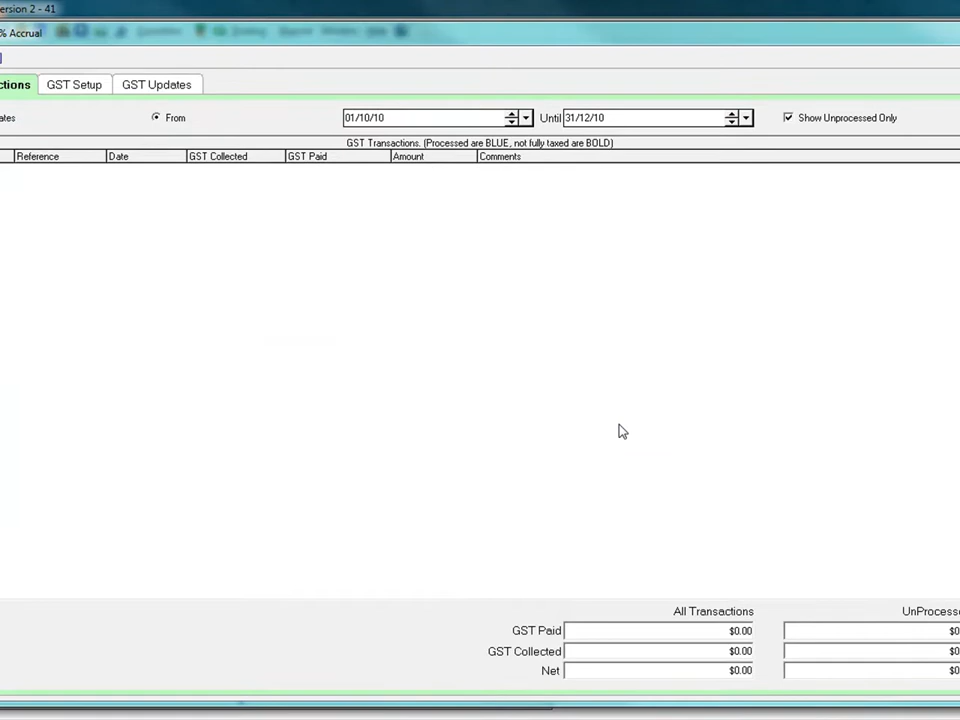 ersion 2 - 41
% Accrual
ctions GST Setup GST Updates
ates From 01/10/10 Until 31/12/10 Show Unprocessed Only
GST Transactions. (Processed are BLUE, not fully taxed are BOLD)
Reference Date GST Collected GST Paid Amount Comments
All Transactions UnProcesse
GST Paid $0.00 $0
GST Collected $0.00 $0
Net $0.00 $0